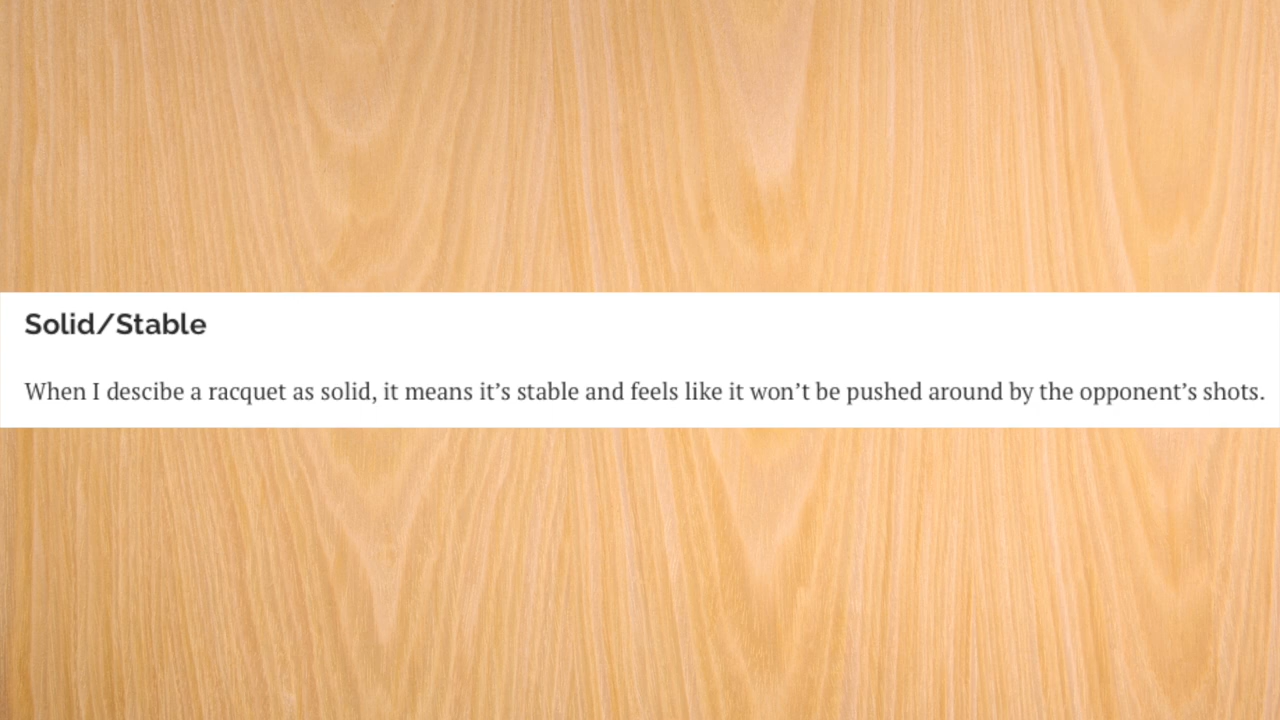 Solid/Stable
When I descibe a racquet as solid, it means it’s stable and feels like it won’t be pushed around by the opponent’s shots.